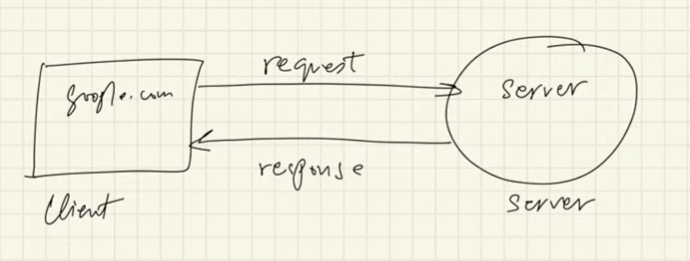 request
google.com
server
response
Client
server